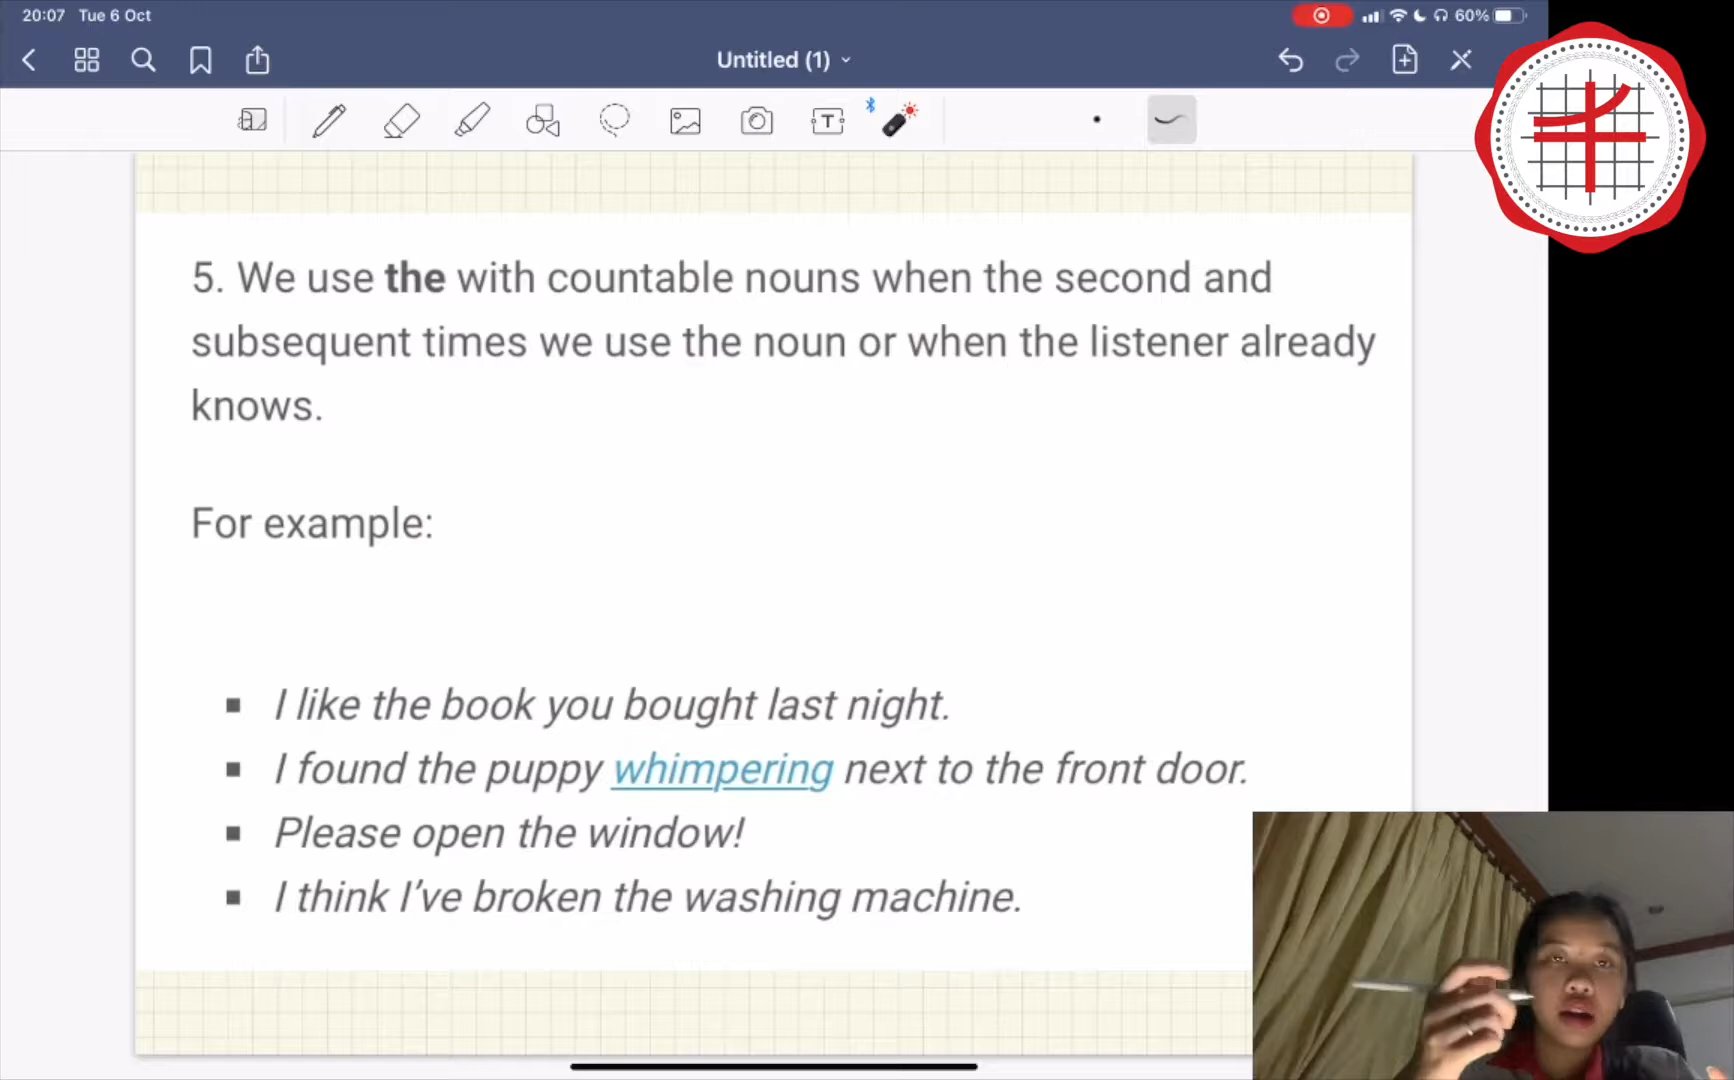 20:07 Tue 6 Oct
60%
Untitled (1)
T
5. We use the with countable nouns when the second and
subsequent times we use the noun or when the listener already
knows.
For example:
▪ I like the book you bought last night.
▪ I found the puppy whimpering next to the front door.
▪ Please open the window!
▪ I think I’ve broken the washing machine.